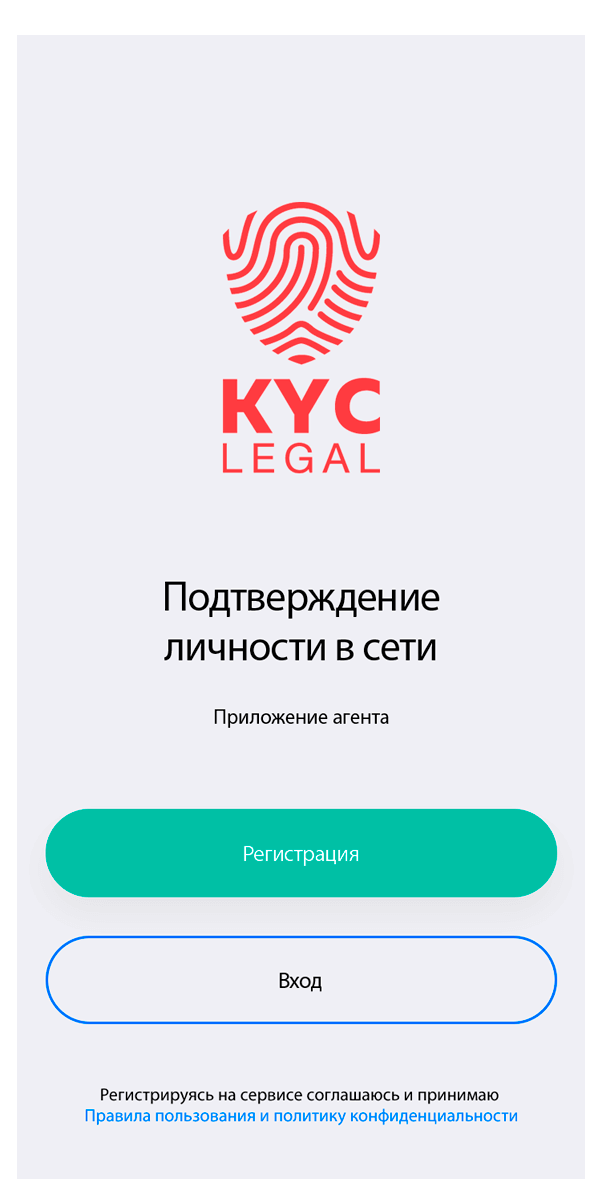 KYC
LEGAL
Подтверждение
личности в сети
Приложение агента
Регистрация
Вход
Регистрируясь на сервисе соглашаюсь и принимаю
Правила пользования и политику конфиденциальности